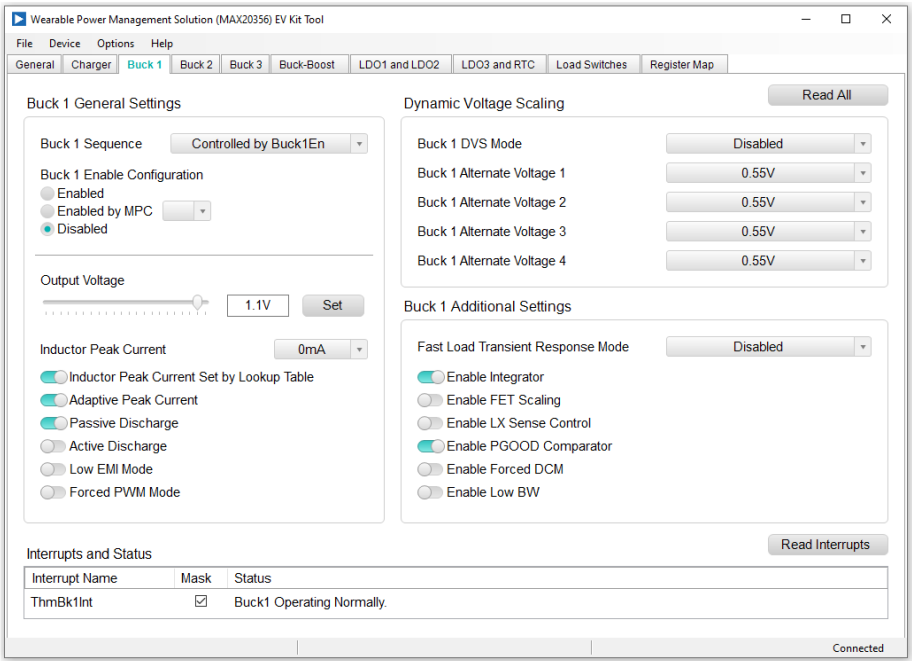 Wearable Power Management Solution (MAX20356) EV Kit Tool
File Device Options Help
General Charger Buck 1 Buck 2 Buck 3 Buck-Boost LDO1 and LDO2 LDO3 and RTC Load Switches Register Map
Read All
Buck 1 General Settings
Buck 1 Sequence Controlled by Buck1En
Buck 1 Enable Configuration
Enabled
Enabled by MPC
Disabled
Output Voltage
1.1V Set
Inductor Peak Current 0mA
Inductor Peak Current Set by Lookup Table
Adaptive Peak Current
Passive Discharge
Active Discharge
Low EMI Mode
Forced PWM Mode
Dynamic Voltage Scaling
Buck 1 DVS Mode Disabled
Buck 1 Alternate Voltage 1 0.55V
Buck 1 Alternate Voltage 2 0.55V
Buck 1 Alternate Voltage 3 0.55V
Buck 1 Alternate Voltage 4 0.55V
Buck 1 Additional Settings
Fast Load Transient Response Mode Disabled
Enable Integrator
Enable FET Scaling
Enable LX Sense Control
Enable PGOOD Comparator
Enable Forced DCM
Enable Low BW
Read Interrupts
Interrupts and Status
Interrupt Name Mask Status
ThmBk1Int Buck1 Operating Normally.
Connected